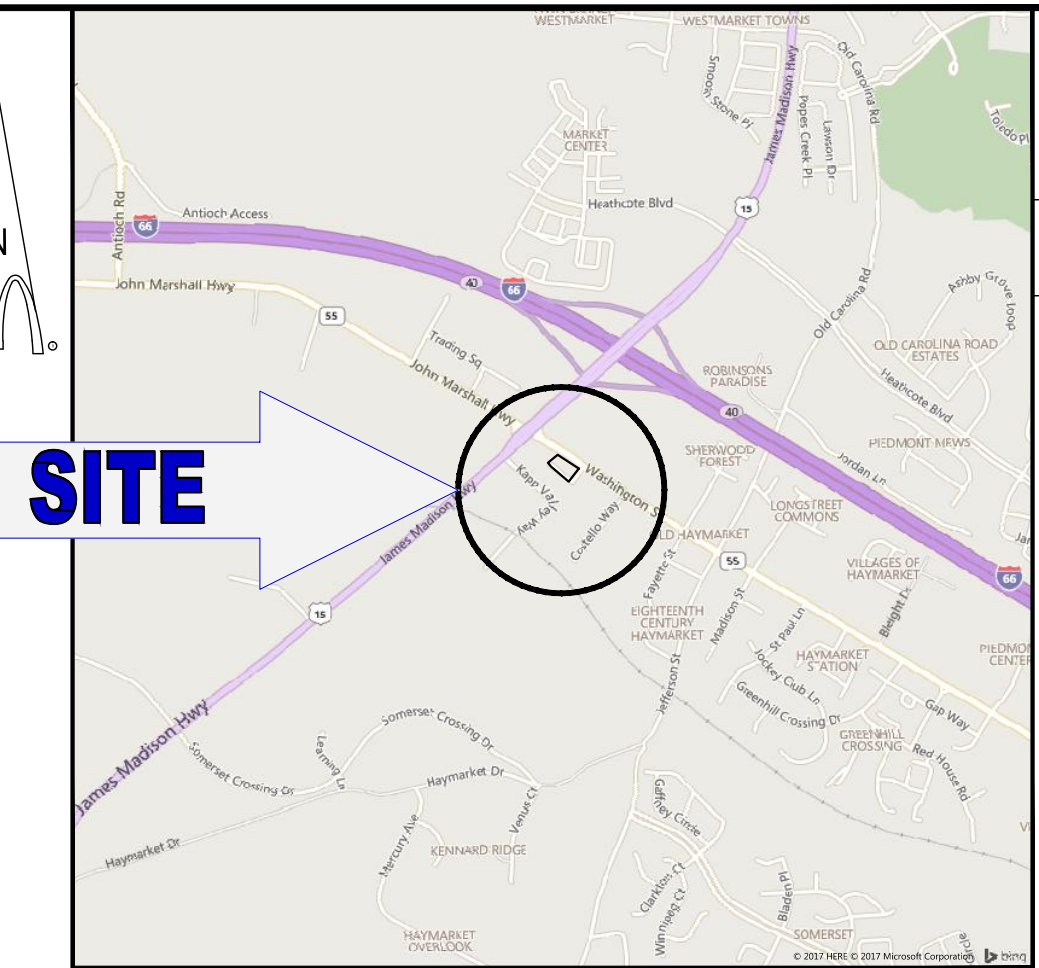 WESTMARKET
WESTMARKET TOWNS
Old Carolina Rd
Smoon Stone Pl
James Madison Hwy
Popes Creek Pl
Lawson Dr
Toledo Pl
MARKET
CENTER
Heathcote Blvd
15
Antioch Rd
Antioch Access
66
N
John Marshall Hwy
40
66
55
Trading Sq
John Marshall Hwy
Old Carolina Rd
Ashby Grove Loop
OLD CAROLINA ROAD
ESTATES
ROBINSONS
PARADISE
Heathcote Blvd
40
PIEDMONT MEWS
SHERWOOD
FOREST
Jordan Ln
SITE
Kapp Valley Way
Washington S
Costello Way
James Madison Hwy
LONGSTREET
COMMONS
LD HAYMARKET
55
Fayette St
VILLAGES OF
HAYMARKET
66
15
EIGHTEENTH
CENTURY
HAYMARKET
Madison St
St Paul Ln
Bleight Dr
HAYMARKET
STATION
PIEDMON
CENTER
Jefferson St
Jockey Club Ln
Greenhill Crossing Dr
Gap Way
GREENHILL
CROSSING
Red House Rd
James Madison Hwy
Somerset Crossing Dr
Somerset Crossing Dr
Learning Ln
Haymarket Dr
Venus Ct
Haymarket Dr
Mercury Ave
KENNARD RIDGE
Gaffney Circle
Clarkton Ct
Winnipeg Ct
Bladen Pl
HAYMARKET
OVERLOOK
SOMERSET
Circle
© 2017 HERE © 2017 Microsoft Corporation bing